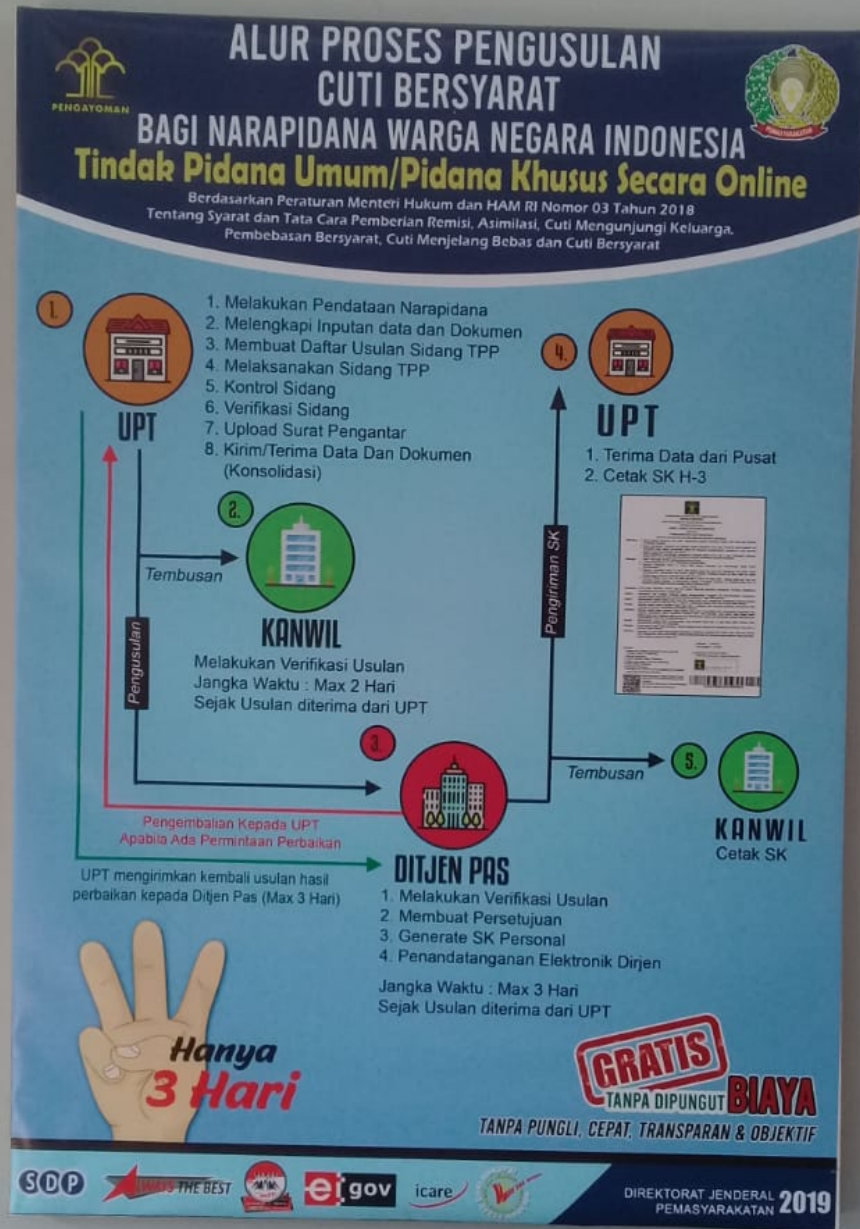 PENGAYOMAN
ALUR PROSES PENGUSULAN
CUTI BERSYARAT
BAGI NARAPIDANA WARGA NEGARA INDONESIA
Tindak Pidana Umum/Pidana Khusus Secara Online
Berdasarkan Peraturan Menteri Hukum dan HAM RI Nomor 03 Tahun 2018
Tentang Syarat dan Tata Cara Pemberian Remisi, Asimilasi, Cuti Mengunjungi Keluarga,
Pembebasan Bersyarat, Cuti Menjelang Bebas dan Cuti Bersyarat
1.
UPT
1. Melakukan Pendataan Narapidana
2. Melengkapi Inputan data dan Dokumen
3. Membuat Daftar Usulan Sidang TPP
4. Melaksanakan Sidang TPP
5. Kontrol Sidang
6. Verifikasi Sidang
7. Upload Surat Pengantar
8. Kirim/Terima Data Dan Dokumen
(Konsolidasi)
2.
Tembusan
KANWIL
Melakukan Verifikasi Usulan
Jangka Waktu : Max 2 Hari
Sejak Usulan diterima dari UPT
Pengusulan
3.
DITJEN PAS
1. Melakukan Verifikasi Usulan
2. Membuat Persetujuan
3. Generate SK Personal
4. Penandatanganan Elektronik Dirjen
Jangka Waktu : Max 3 Hari
Sejak Usulan diterima dari UPT
Pengembalian Kepada UPT
Apabila Ada Permintaan Perbaikan
UPT mengirimkan kembali usulan hasil
perbaikan kepada Ditjen Pas (Max 3 Hari)
Pengiriman SK
4.
UPT
1. Terima Data dari Pusat
2. Cetak SK H-3
Tembusan
5.
KANWIL
Cetak SK
Hanya
3 Hari
GRATIS
TANPA DIPUNGUT BIAYA
TANPA PUNGLI, CEPAT, TRANSPARAN & OBJEKTIF
SDP
ALWAYS THE BEST
e gov
icare
DIREKTORAT JENDERAL
PEMASYARAKATAN 2019